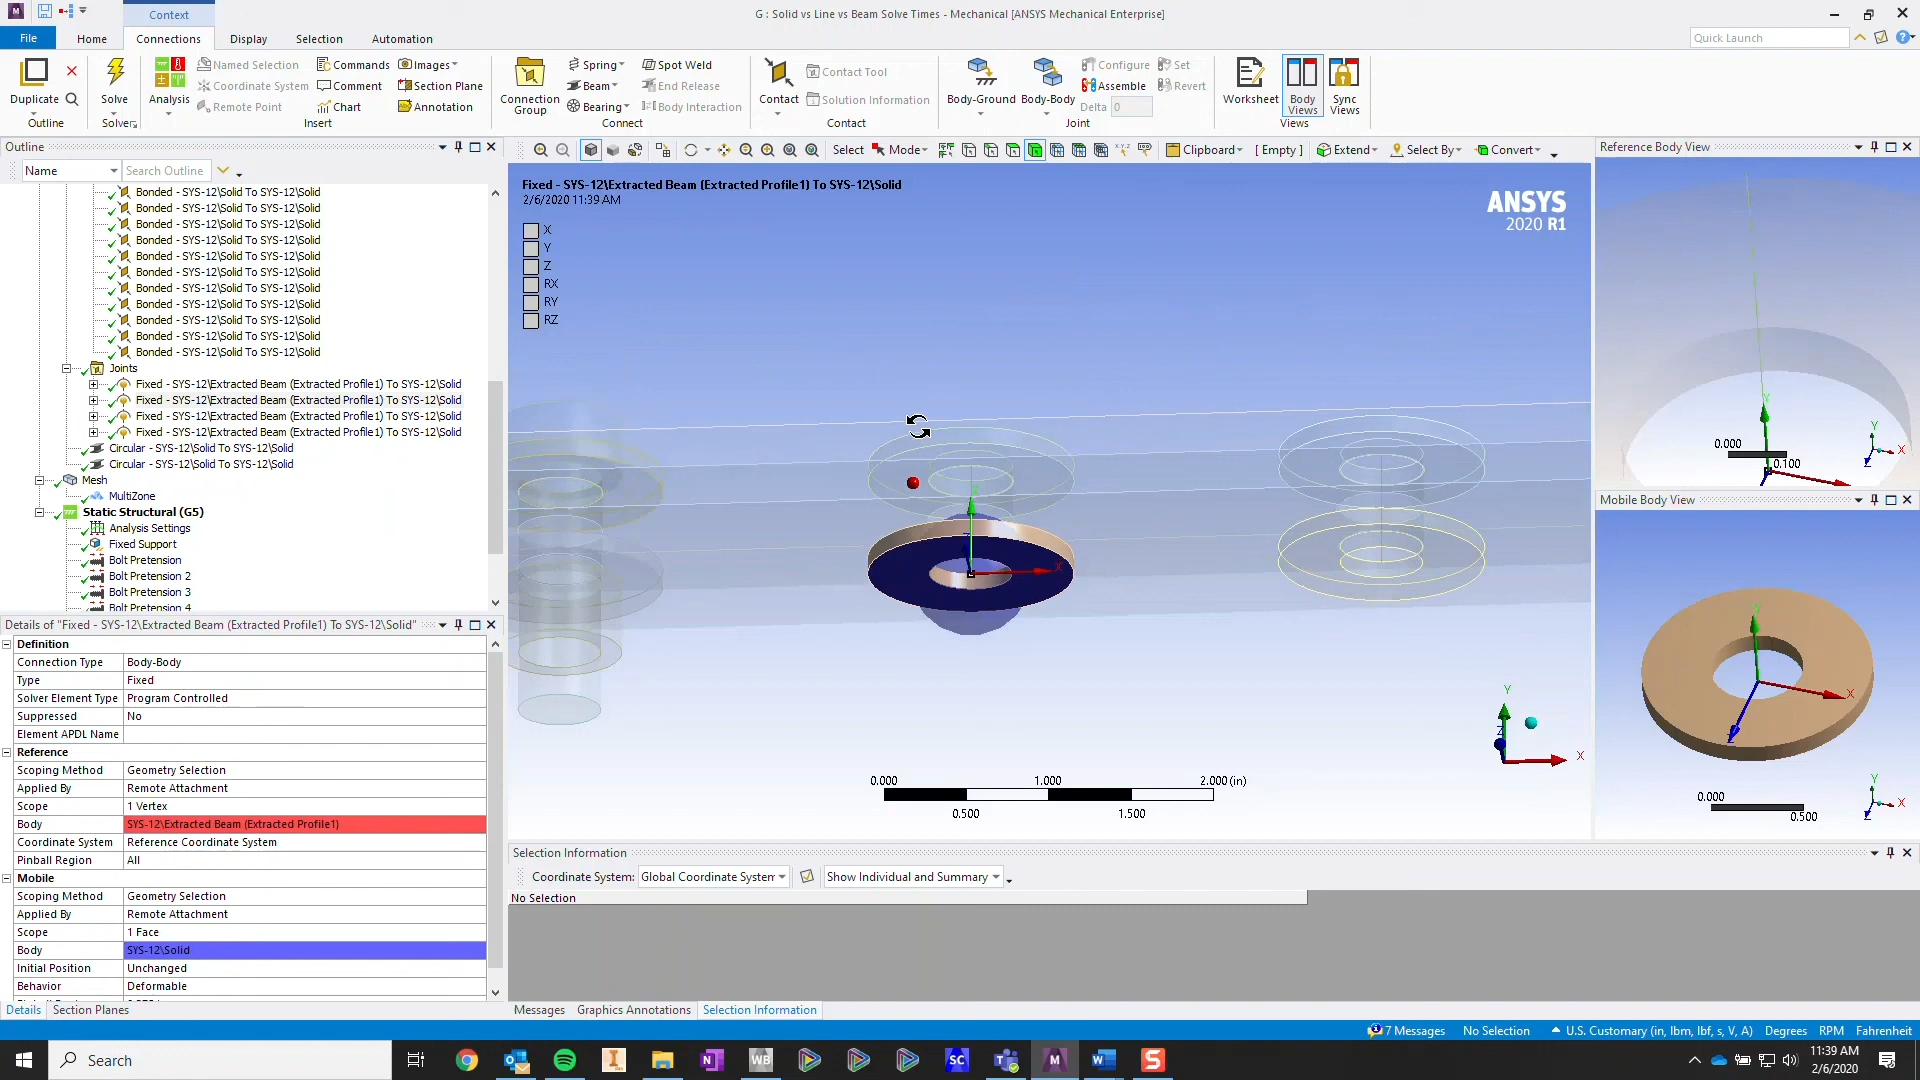 Context
G : Solid vs Line vs Beam Solve Times - Mechanical [ANSYS Mechanical Enterprise]
File
Home
Connections
Display
Selection
Automation
Quick Launch
Duplicate
Outline
Solve
Solver
Analysis
Named Selection
Coordinate System
Remote Point
Commands
Comment
Chart
Images
Section Plane
Annotation
Insert
Connection Group
Spring
Beam
Bearing
Spot Weld
End Release
Body Interaction
Connect
Contact
Contact Tool
Solution Information
Contact
Body-Ground
Body-Body
Configure
Assemble
Delta 0
Set
Revert
Joint
Worksheet
Body Views
Sync Views
Views
Outline
Name
Search Outline
Bonded - SYS-12\Solid To SYS-12\Solid
Bonded - SYS-12\Solid To SYS-12\Solid
Bonded - SYS-12\Solid To SYS-12\Solid
Bonded - SYS-12\Solid To SYS-12\Solid
Bonded - SYS-12\Solid To SYS-12\Solid
Bonded - SYS-12\Solid To SYS-12\Solid
Bonded - SYS-12\Solid To SYS-12\Solid
Bonded - SYS-12\Solid To SYS-12\Solid
Bonded - SYS-12\Solid To SYS-12\Solid
Bonded - SYS-12\Solid To SYS-12\Solid
Bonded - SYS-12\Solid To SYS-12\Solid
Joints
Fixed - SYS-12\Extracted Beam (Extracted Profile1) To SYS-12\Solid
Fixed - SYS-12\Extracted Beam (Extracted Profile1) To SYS-12\Solid
Fixed - SYS-12\Extracted Beam (Extracted Profile1) To SYS-12\Solid
Fixed - SYS-12\Extracted Beam (Extracted Profile1) To SYS-12\Solid
Circular - SYS-12\Solid To SYS-12\Solid
Circular - SYS-12\Solid To SYS-12\Solid
Mesh
MultiZone
Static Structural (G5)
Analysis Settings
Fixed Support
Bolt Pretension
Bolt Pretension 2
Bolt Pretension 3
Bolt Pretension 4
Details of "Fixed - SYS-12\Extracted Beam (Extracted Profile1) To SYS-12\Solid"
Definition
Connection Type Body-Body
Type Fixed
Solver Element Type Program Controlled
Suppressed No
Element APDL Name
Reference
Scoping Method Geometry Selection
Applied By Remote Attachment
Scope 1 Vertex
Body SYS-12\Extracted Beam (Extracted Profile1)
Coordinate System Reference Coordinate System
Pinball Region All
Mobile
Scoping Method Geometry Selection
Applied By Remote Attachment
Scope 1 Face
Body SYS-12\Solid
Initial Position Unchanged
Behavior Deformable
Details
Section Planes
Select
Mode
Clipboard
[ Empty ]
Extend
Select By
Convert
Fixed - SYS-12\Extracted Beam (Extracted Profile1) To SYS-12\Solid
2/6/2020 11:39 AM
X
Y
Z
RX
RY
RZ
ANSYS
2020 R1
X
Y
X
0.000 1.000 2.000 (in)
0.500 1.500
Reference Body View
Y
0.000
0.100
Y
X
Z
Mobile Body View
Y
X
Z
0.000
0.500
Y
X
Z
Selection Information
Coordinate System: Global Coordinate System
Show Individual and Summary
No Selection
Messages
Graphics Annotations
Selection Information
7 Messages
No Selection
U.S. Customary (in, lbm, lbf, s, V, A)
Degrees
RPM
Fahrenheit
Search
WB
SC
M
11:39 AM
2/6/2020